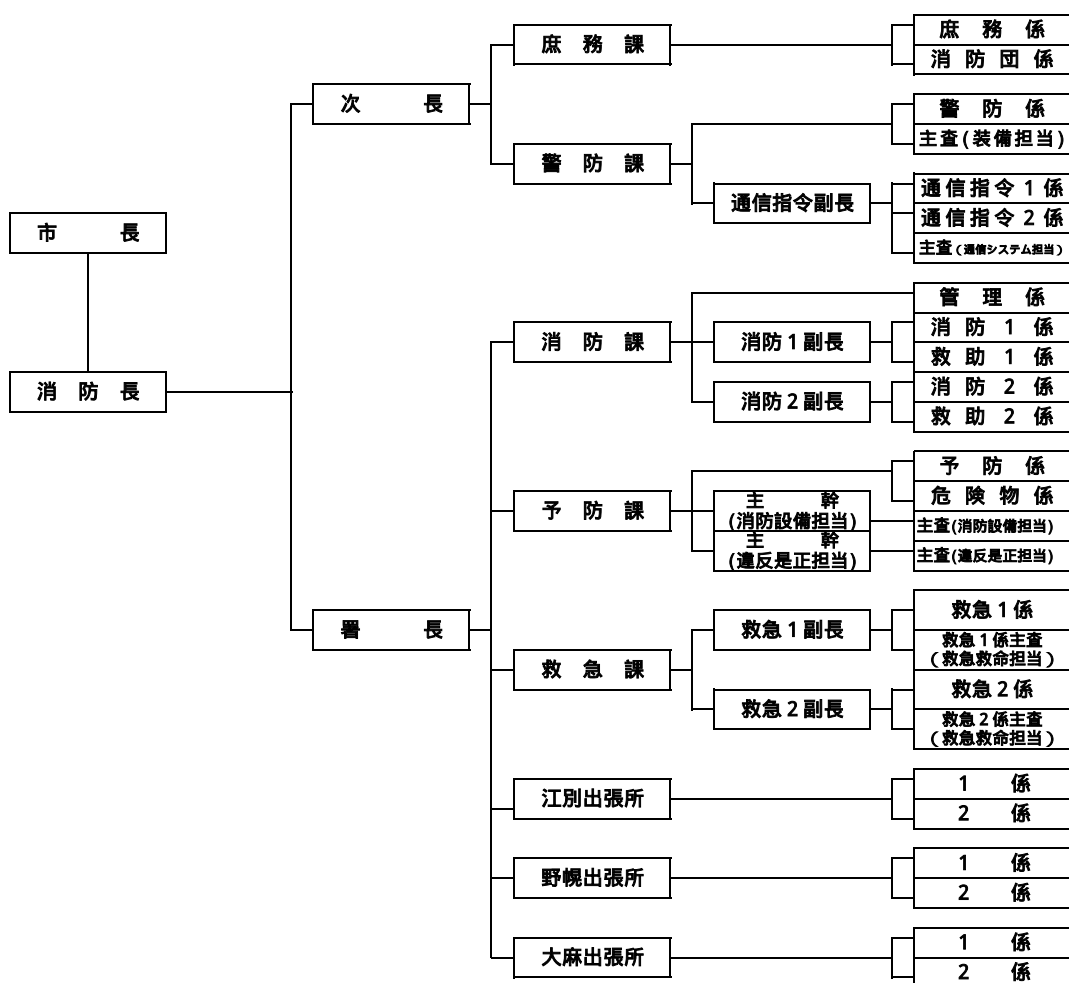 市長
消防長
次長
署長
庶務課
警防課
通信指令副長
庶務係
消防団係
警防係
主査(装備担当)
通信指令1係
通信指令2係
主査(通信システム担当)
消防課
消防1副長
消防2副長
管理係
消防1係
救助1係
消防2係
救助2係
予防課
主幹
(消防設備担当)
主幹
(違反是正担当)
予防係
危険物係
主査(消防設備担当)
主査(違反是正担当)
救急課
救急1副長
救急2副長
救急1係
救急1係主査
(救急救命担当)
救急2係
救急2係主査
(救急救命担当)
江別出張所
1係
2係
野幌出張所
1係
2係
大麻出張所
1係
2係